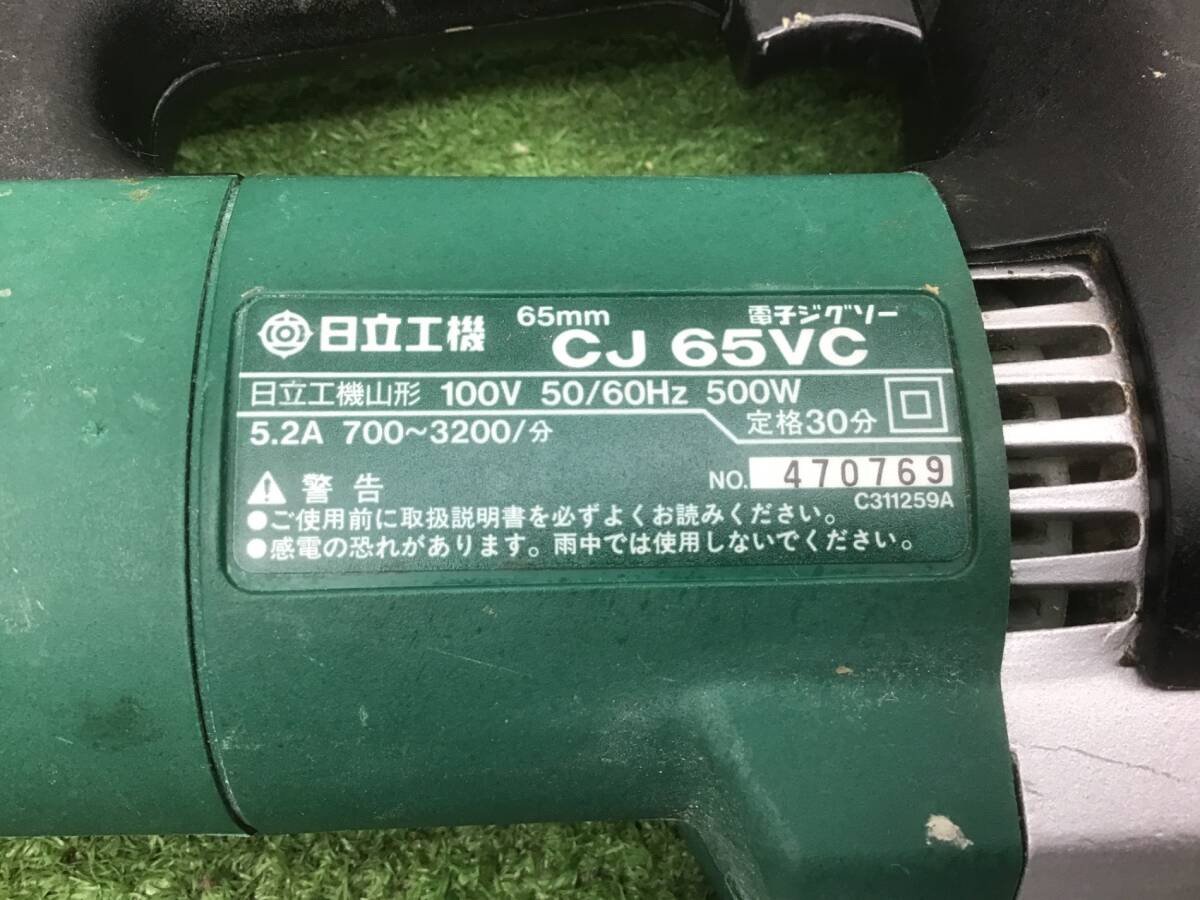 日立工機 65mm 電子ジグソー
CJ 65VC
日立工機山形 100V 50/60Hz 500W
5.2A 700~3200/分 定格30分
NO. 470769
C311259A
警告
●ご使用前に取扱説明書を必ずよくお読みください。
●感電の恐れがあります。雨中では使用しないでください。